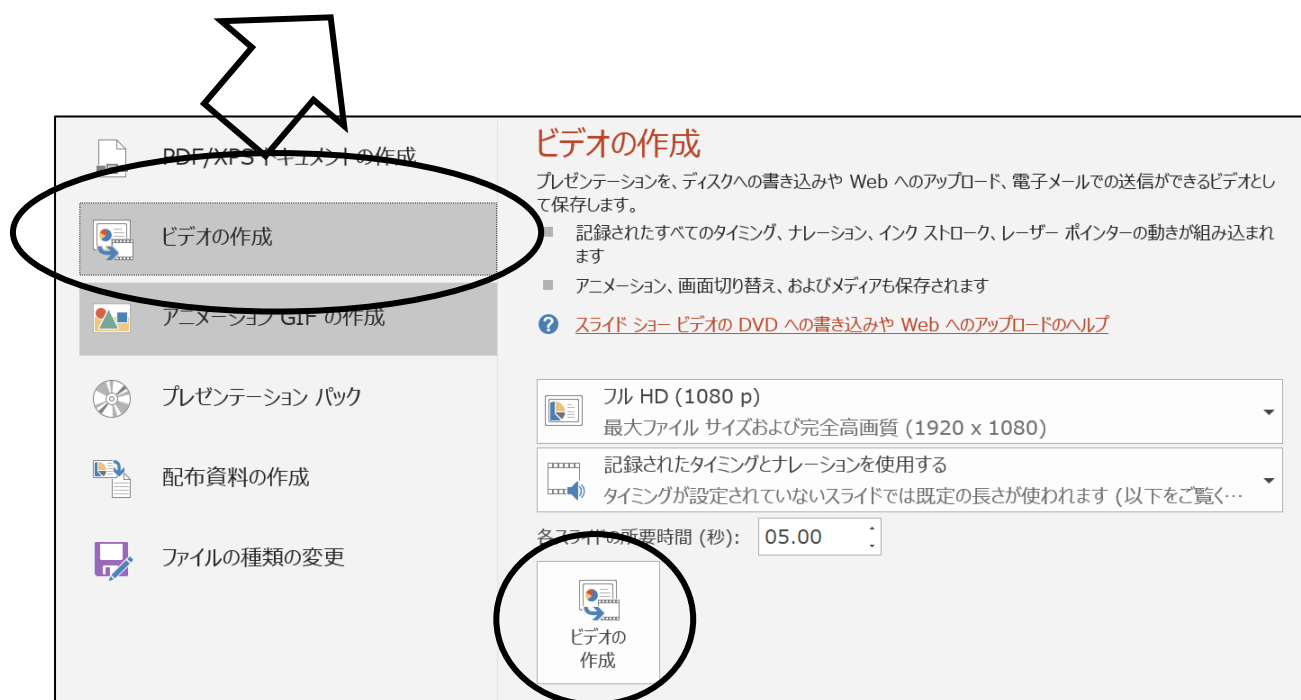 PDF/XPS ドキュメントの作成
ビデオの作成
アニメーション GIF の作成
プレゼンテーション パック
配布資料の作成
ファイルの種類の変更
ビデオの作成
プレゼンテーションを、ディスクへの書き込みや Web へのアップロード、電子メールでの送信ができるビデオとし
て保存します。
記録されたすべてのタイミング、ナレーション、インク ストローク、レーザー ポインターの動きが組み込まれ
ます
アニメーション、画面切り替え、およびメディアも保存されます
スライド ショー ビデオの DVD への書き込みや Web へのアップロードのヘルプ
フル HD (1080 p)
最大ファイル サイズおよび完全高画質 (1920 x 1080)
記録されたタイミングとナレーションを使用する
タイミングが設定されていないスライドでは既定の長さが使われます (以下をご覧く…
各スライドの所要時間 (秒): 05.00
ビデオの
作成